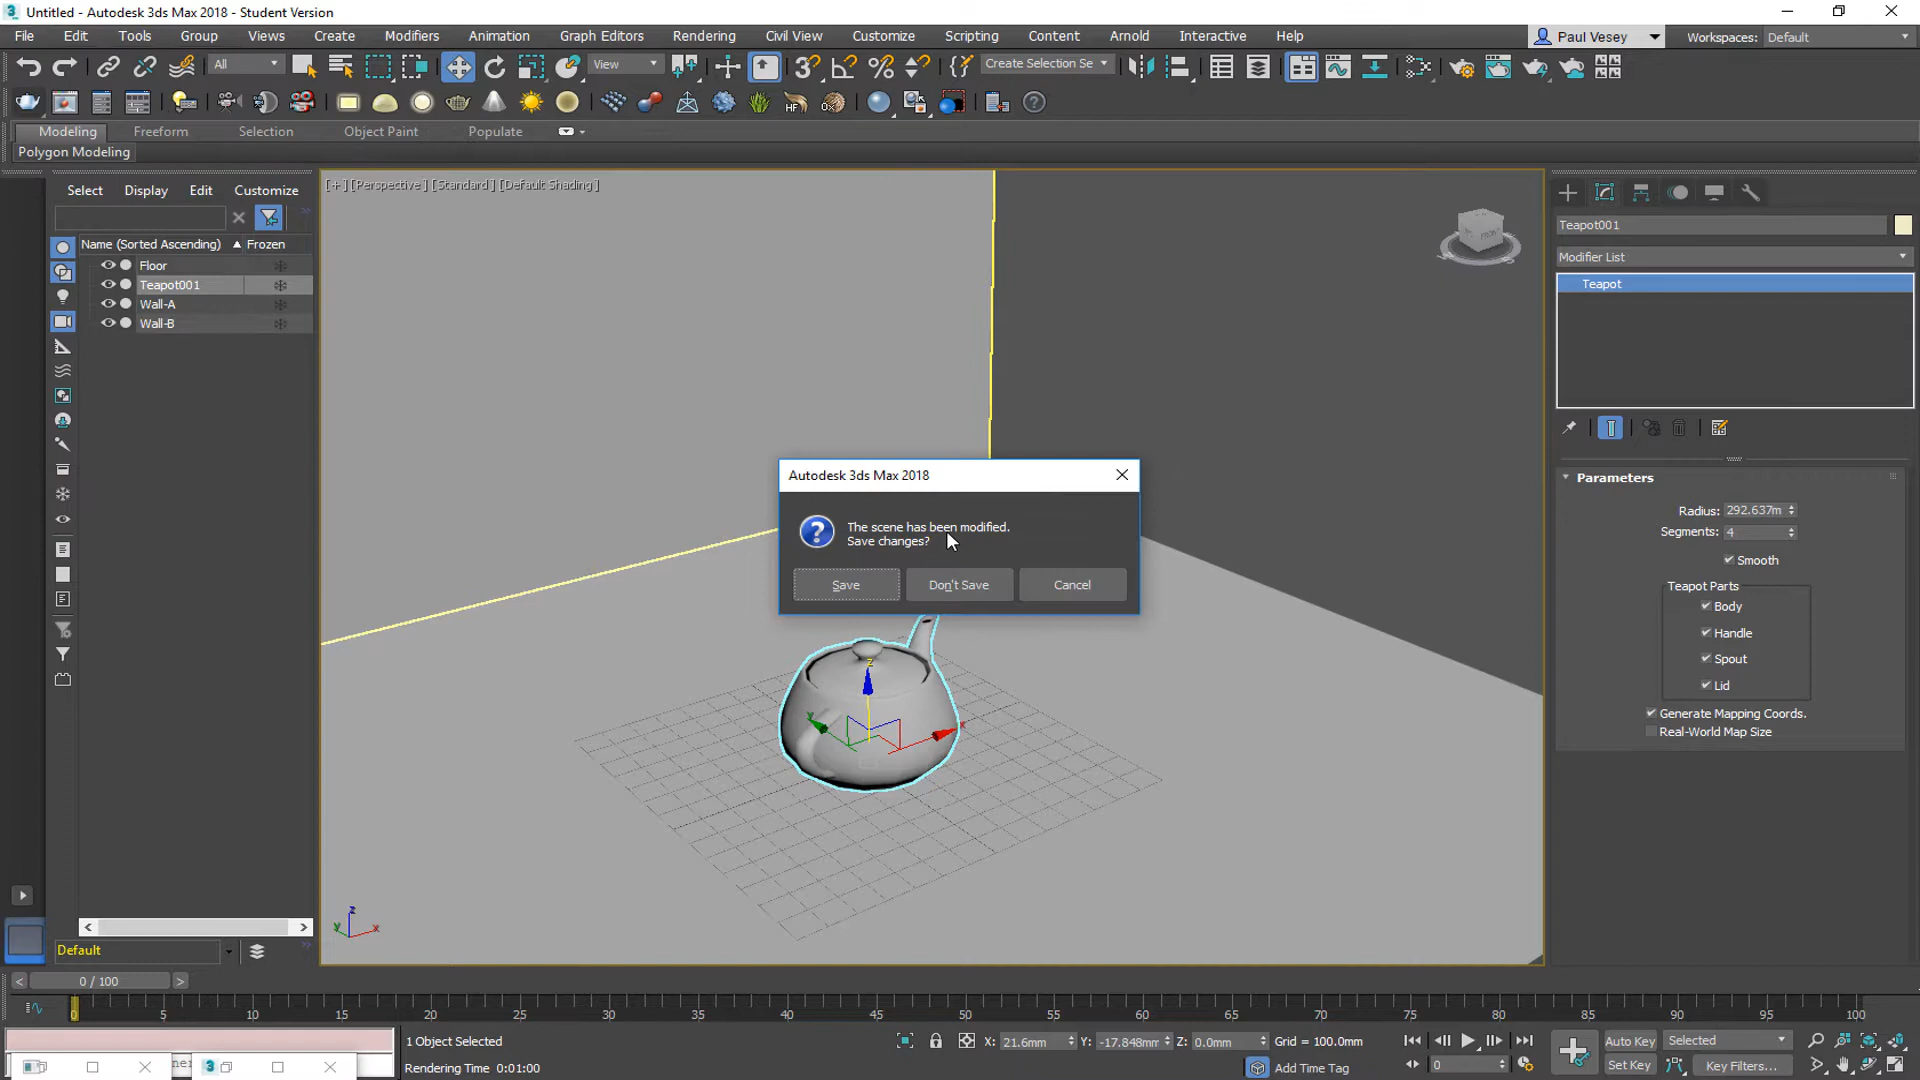 Untitled - Autodesk 3ds Max 2018 - Student Version
File Edit Tools Group Views Create Modifiers Animation Graph Editors Rendering Civil View Customize Scripting Content Arnold Interactive Help Paul Vesey Workspaces: Default
All View Create Selection Se
Modeling Freeform Selection Object Paint Populate
Polygon Modeling
Select Display Edit Customize
[+] [Perspective] [Standard] [Default Shading]
Name (Sorted Ascending) Frozen
Floor
Teapot001
Wall-A
Wall-B
FRONT
Teapot001
Modifier List
Teapot
Autodesk 3ds Max 2018
The scene has been modified.
Save changes?
Save Don't Save Cancel
Parameters
Radius: 292.637m
Segments: 4
Smooth
Teapot Parts
Body
Handle
Spout
Lid
Generate Mapping Coords.
Real-World Map Size
z
y
x
z
y
x
Default
0 / 100
0 5 10 15 20 25 30 35 40 45 50 55 60 65 70 75 80 85 90 95 100
1 Object Selected X: 21.6mm Y: -17.848mm Z: 0.0mm Grid = 100.0mm Auto Key Selected
Rendering Time 0:01:00 Add Time Tag 0 Set Key Key Filters...